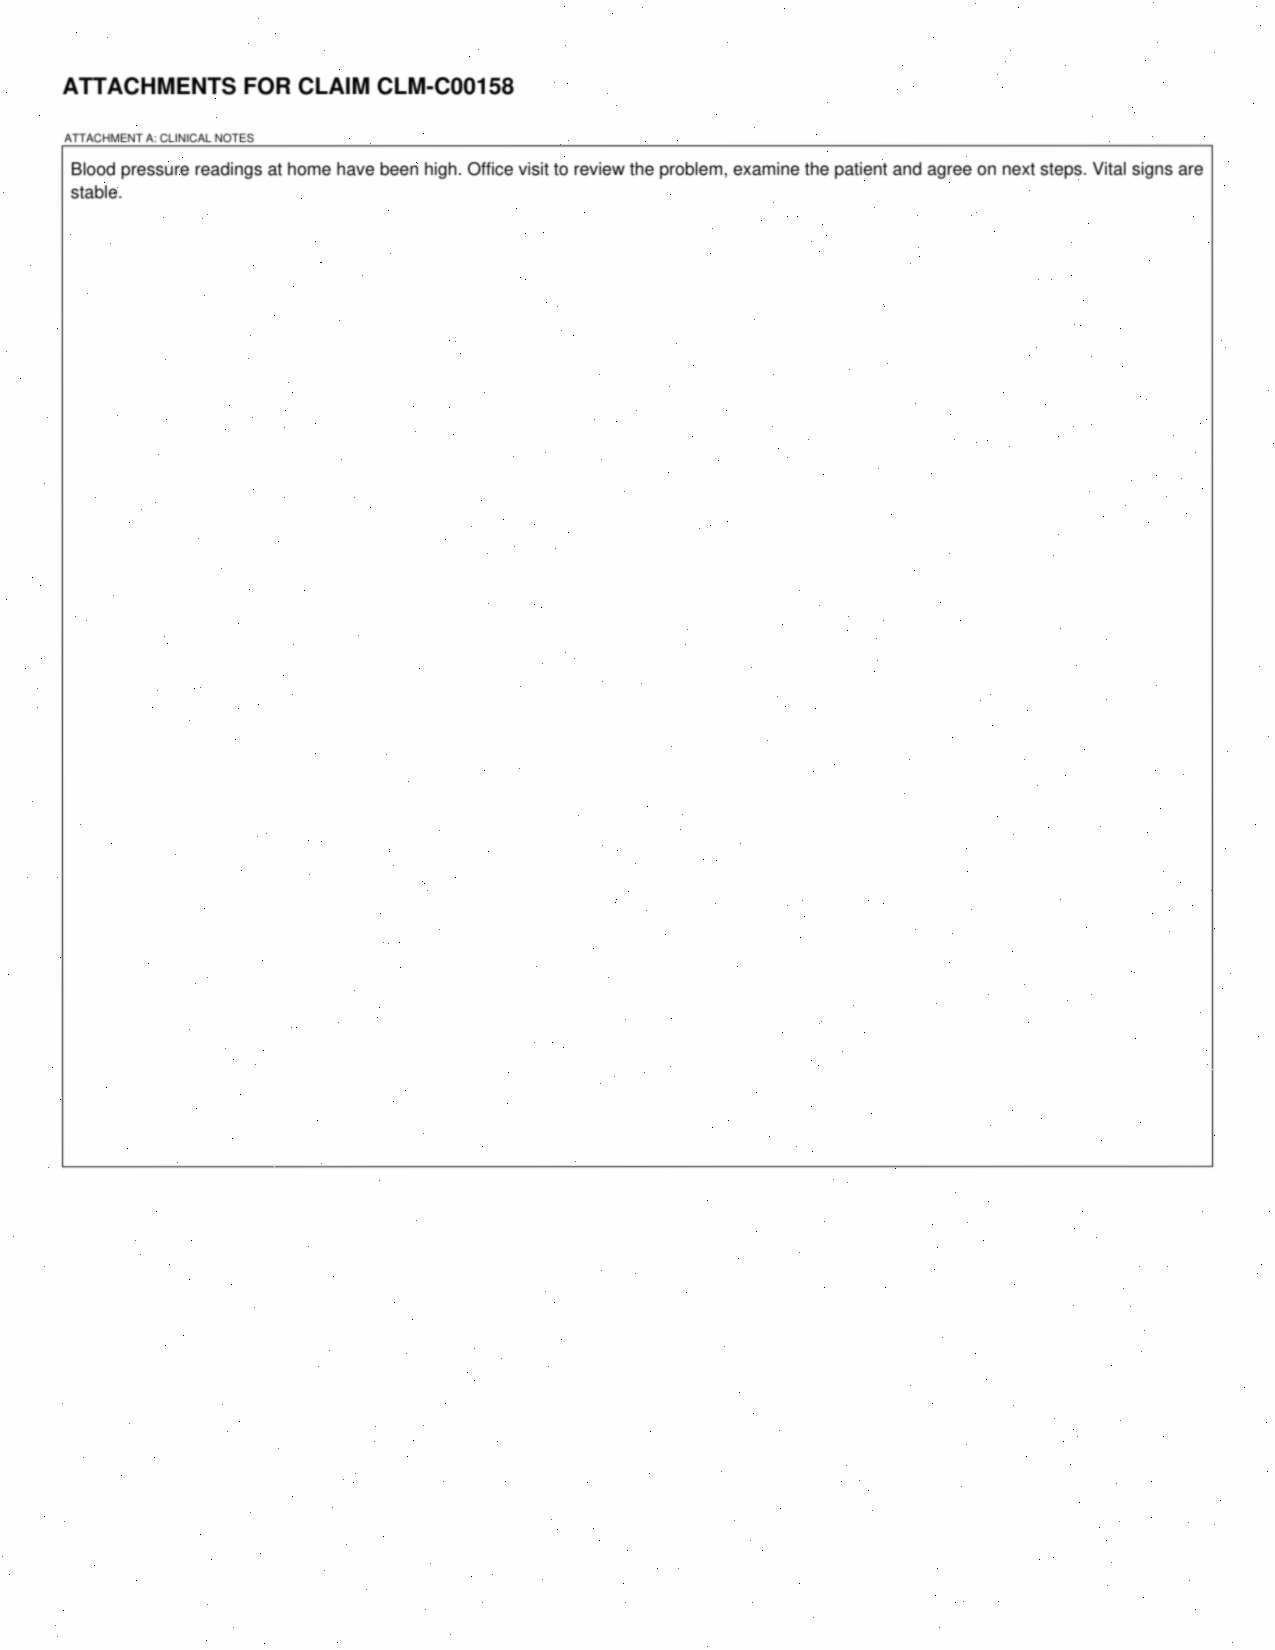 ATTACHMENTS FOR CLAIM CLM-C00158
ATTACHMENT A: CLINICAL NOTES
Blood pressure readings at home have been high. Office visit to review the problem, examine the patient and agree on next steps. Vital signs are
stable.